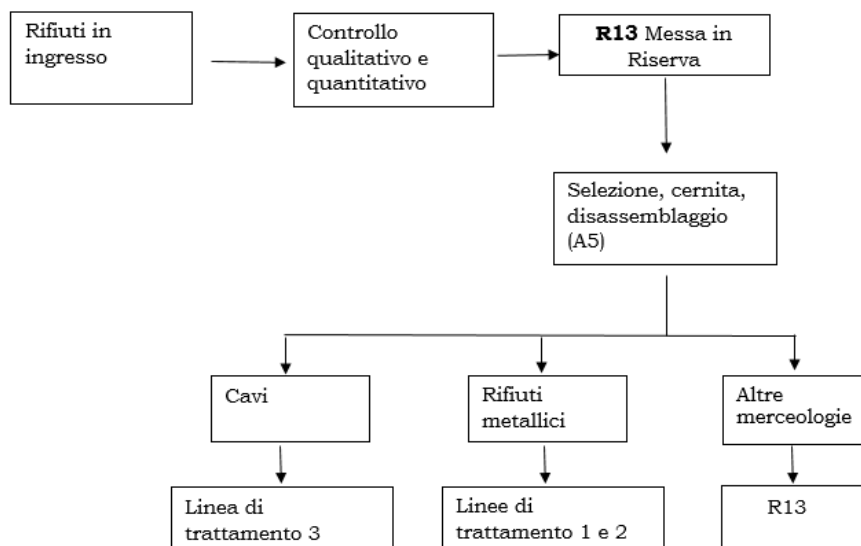 Rifiuti in
ingresso
Controllo
qualitativo e
quantitativo
R13 Messa in
Riserva
Selezione, cernita,
disassemblaggio
(A5)
Cavi
Rifiuti
metallici
Altre
merceologie
Linea di
trattamento 3
Linee di
trattamento 1 e 2
R13